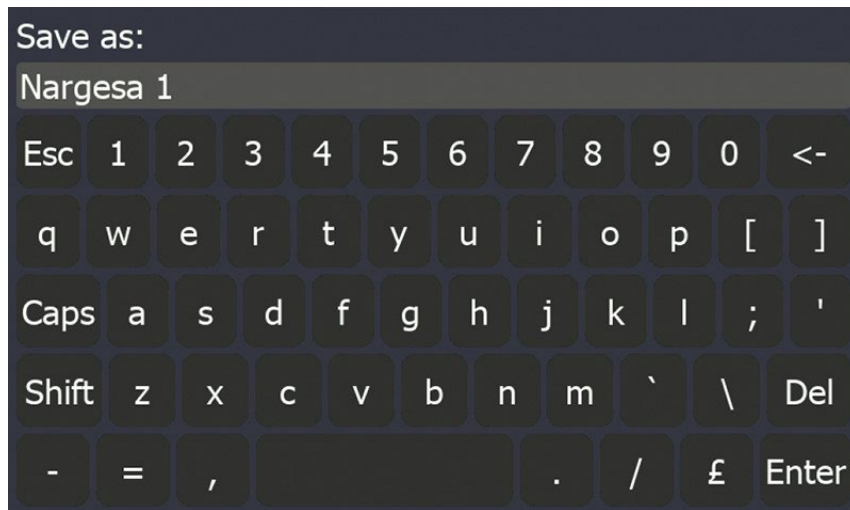 Save as:
Nargesa 1
Esc 1 2 3 4 5 6 7 8 9 0 <-
q w e r t y u i o p [ ]
Caps a s d f g h j k l ; '
Shift z x c v b n m ` \ Del
- = , . / £ Enter